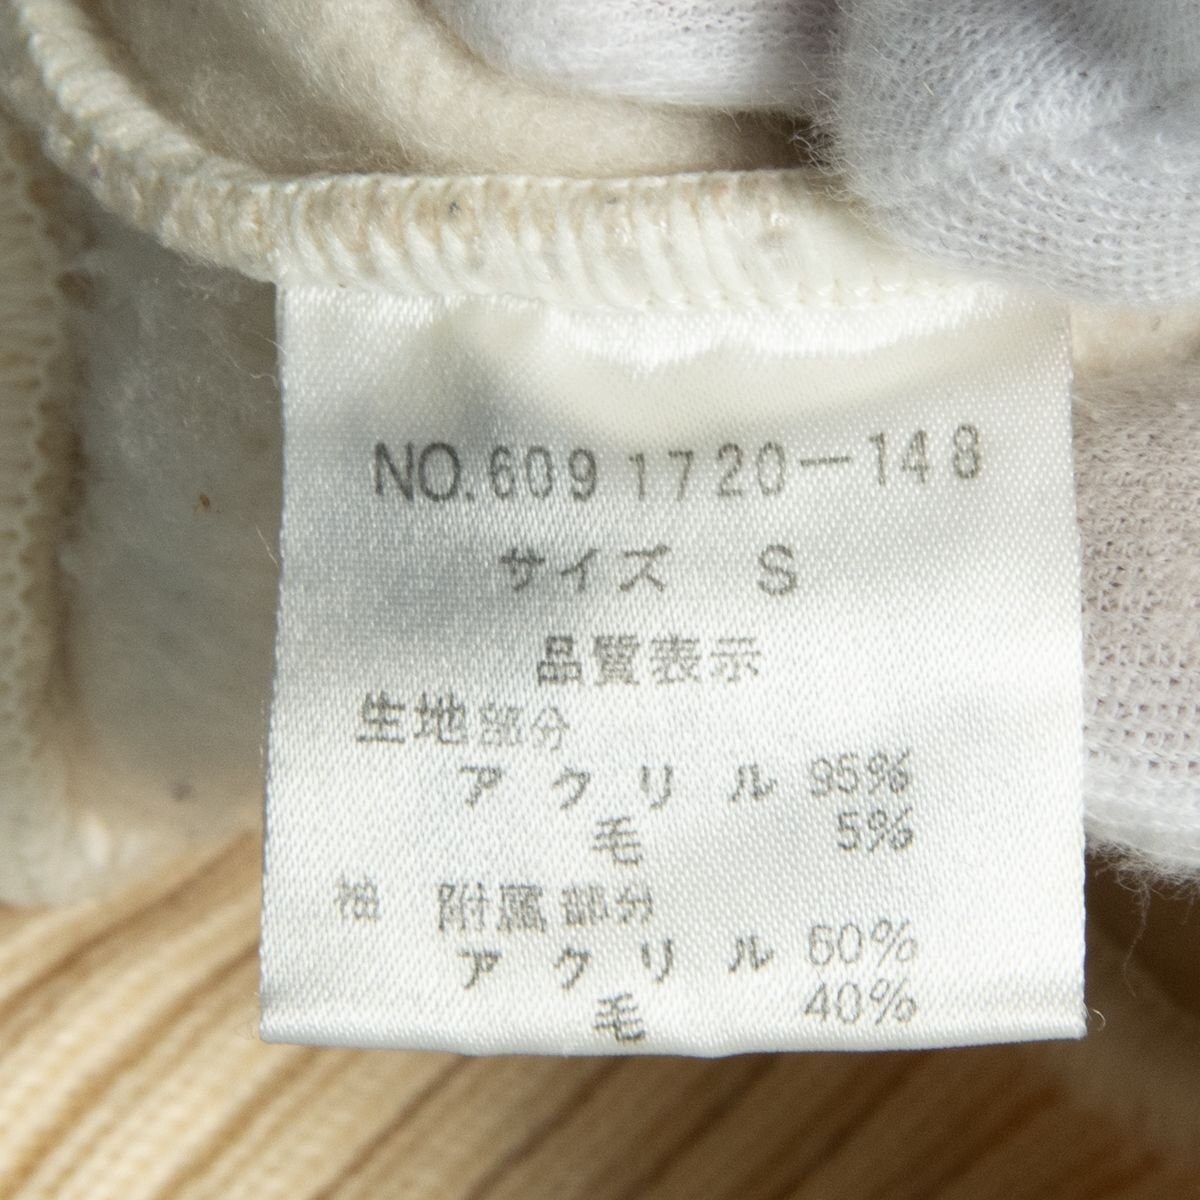 NO.609 1720-148
サイズ S
品質表示
生地部分
アクリル 95%
毛 5%
袖 附属部分
アクリル 60%
毛 40%